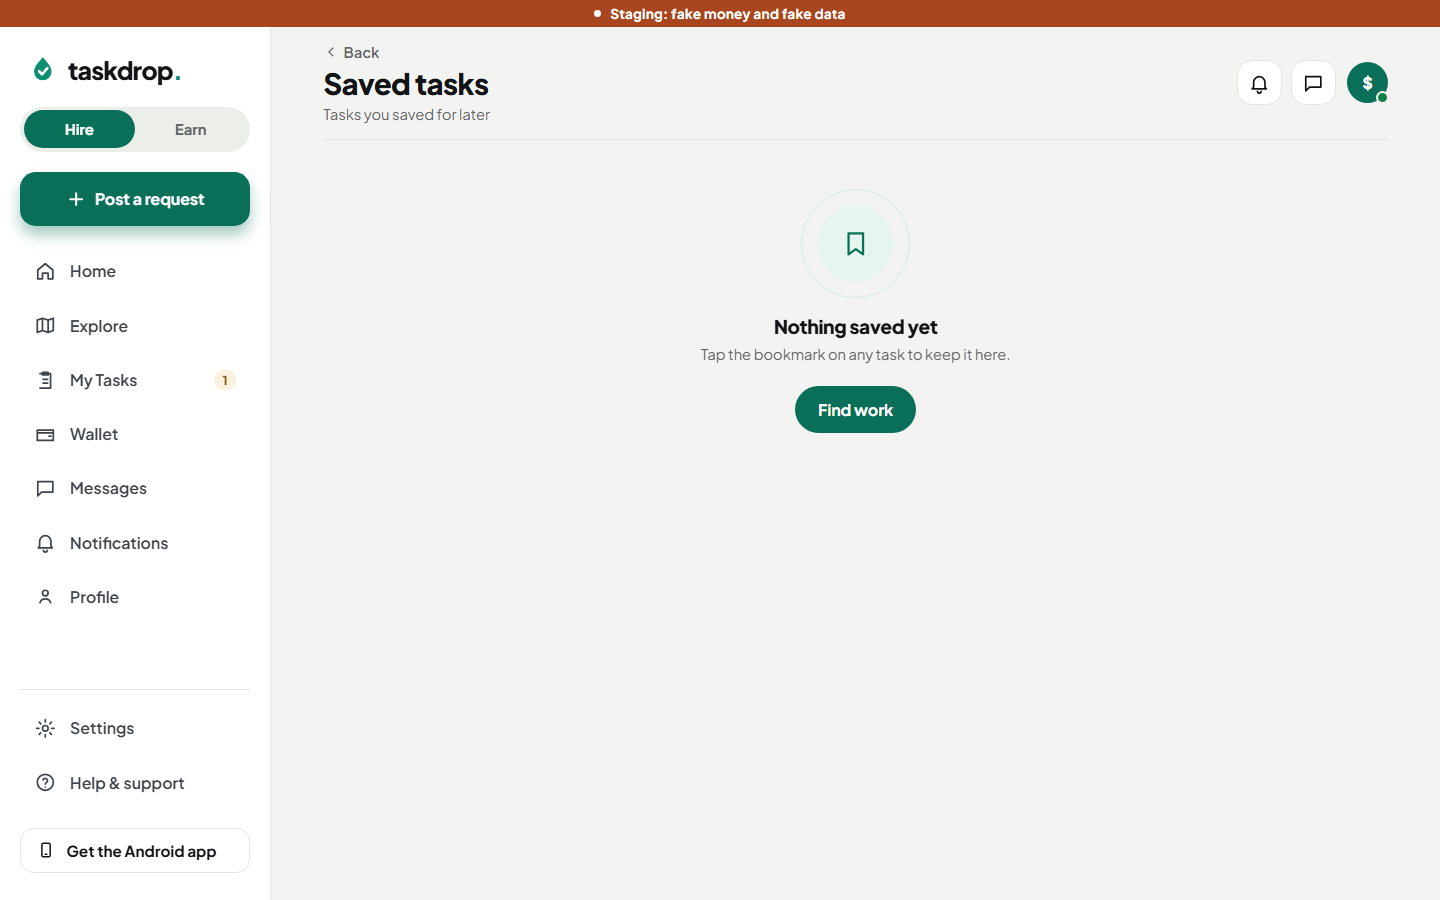 Staging: fake money and fake data
taskdrop.
Hire
Earn
Post a request
Home
Explore
My Tasks
1
Wallet
Messages
Notifications
Profile
Settings
Help & support
Get the Android app
Back
Saved tasks
Tasks you saved for later
$
Nothing saved yet
Tap the bookmark on any task to keep it here.
Find work